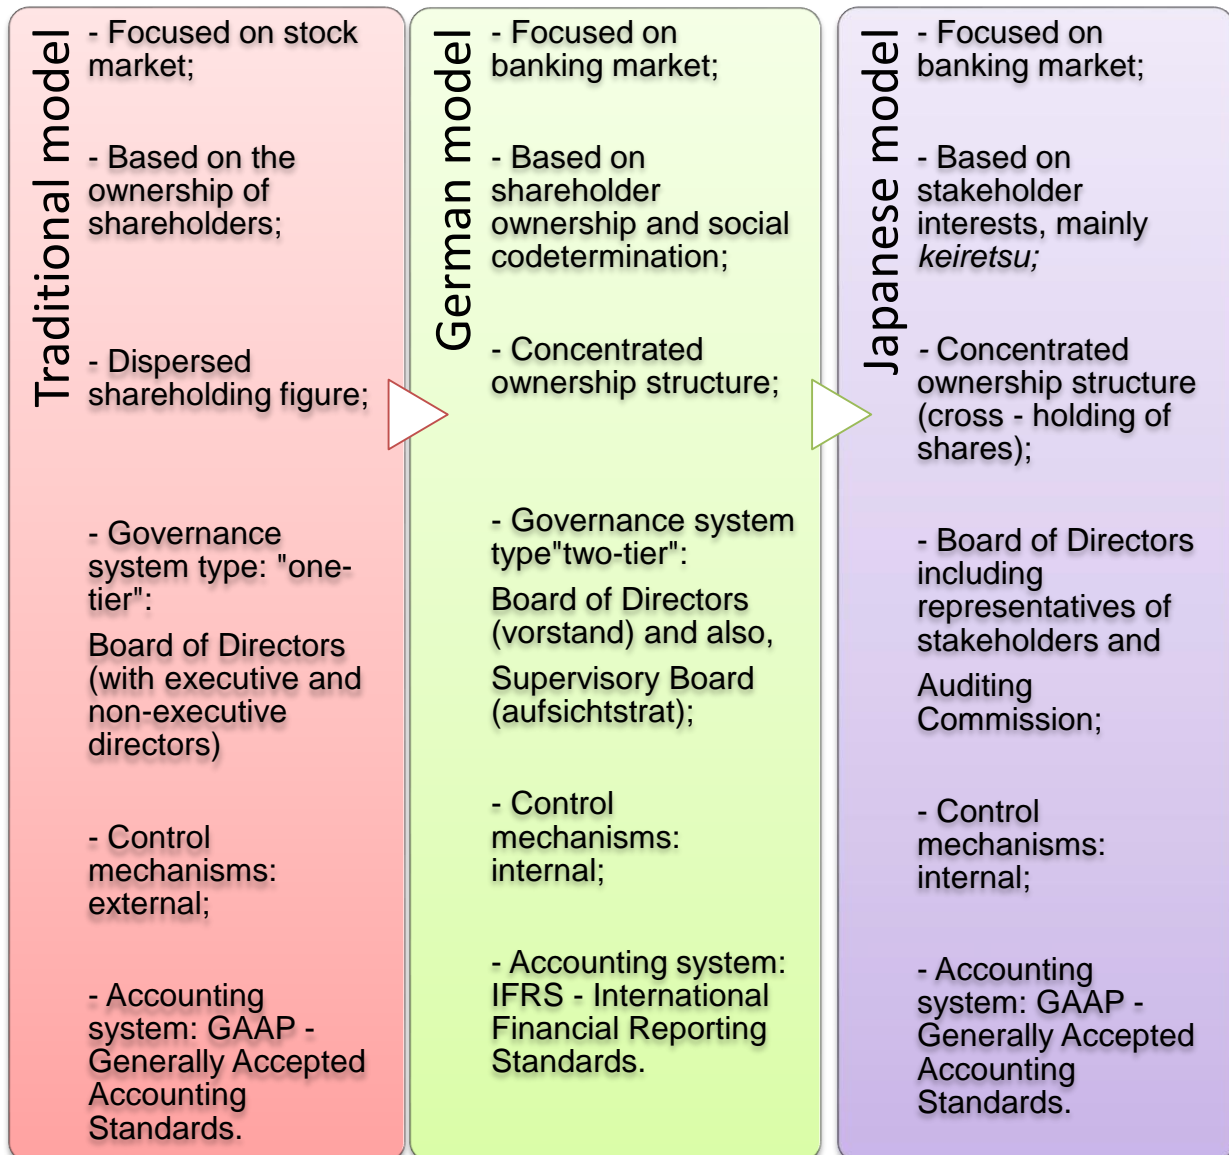 Traditional model
- Focused on stock
market;
- Based on the
ownership of
shareholders;
- Dispersed
shareholding figure;
- Governance
system type: "one-
tier":
Board of Directors
(with executive and
non-executive
directors)
- Control
mechanisms:
external;
- Accounting
system: GAAP -
Generally Accepted
Accounting
Standards.
German model
- Focused on
banking market;
- Based on
shareholder
ownership and social
codetermination;
- Concentrated
ownership structure;
- Governance system
type"two-tier":
Board of Directors
(vorstand) and also,
Supervisory Board
(aufsichtstrat);
- Control
mechanisms:
internal;
- Accounting system:
IFRS - International
Financial Reporting
Standards.
Japanese model
- Focused on
banking market;
- Based on
stakeholder
interests, mainly
keiretsu;
- Concentrated
ownership structure
(cross - holding of
shares);
- Board of Directors
including
representatives of
stakeholders and
Auditing
Commission;
- Control
mechanisms:
internal;
- Accounting
system: GAAP -
Generally Accepted
Accounting
Standards.